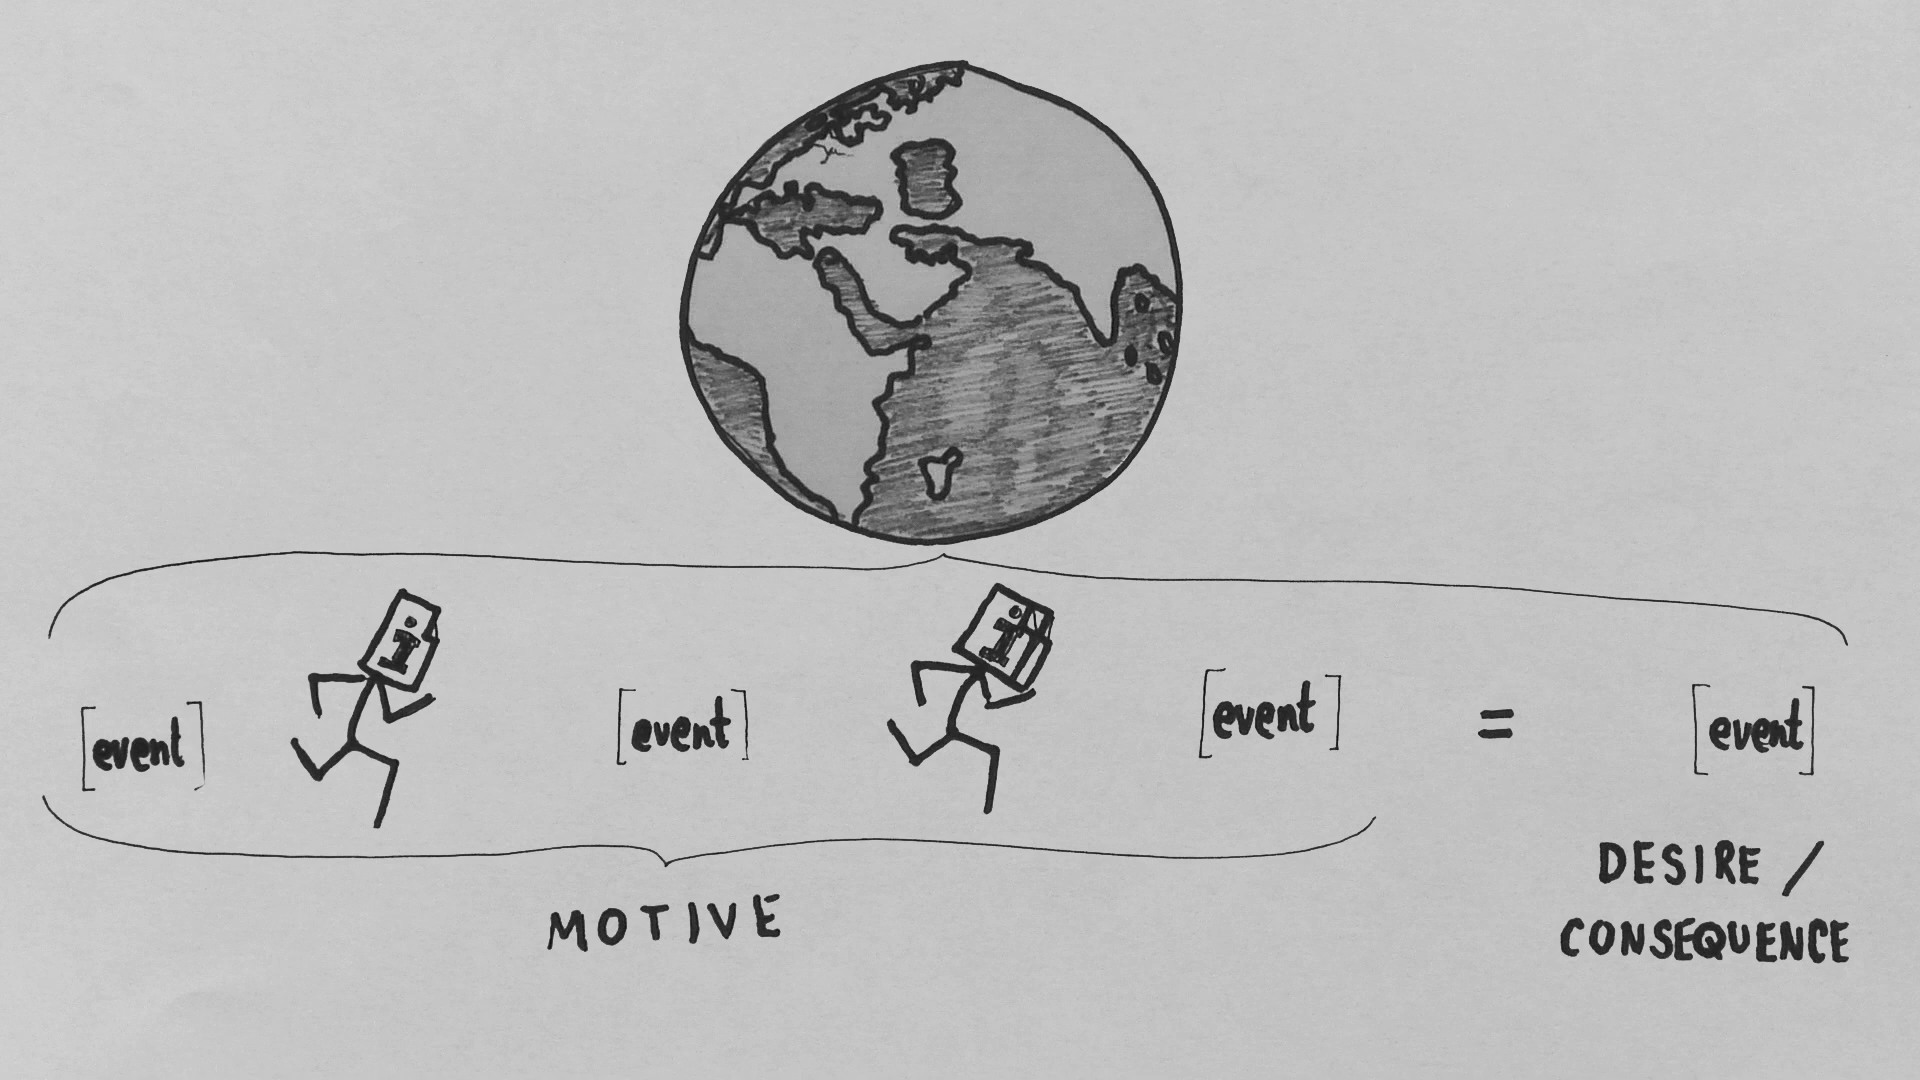 [event] i [event] i [event] = [event]
MOTIVE
DESIRE /
CONSEQUENCE